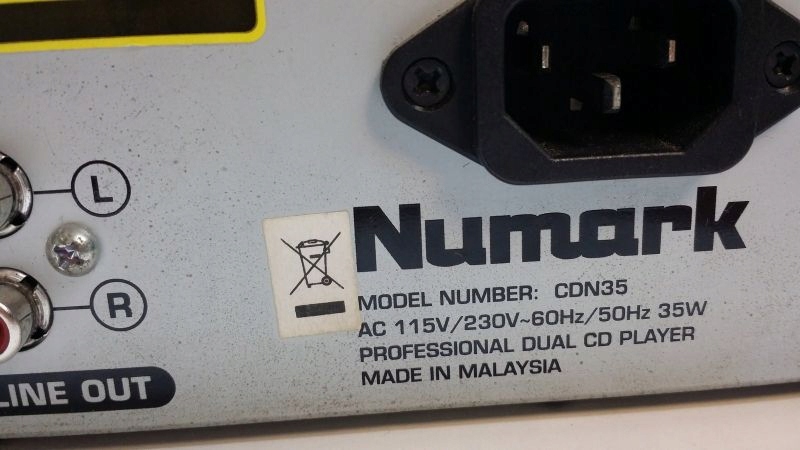 L
R
LINE OUT
Numark
MODEL NUMBER: CDN35
AC 115V/230V~60Hz/50Hz 35W
PROFESSIONAL DUAL CD PLAYER
MADE IN MALAYSIA